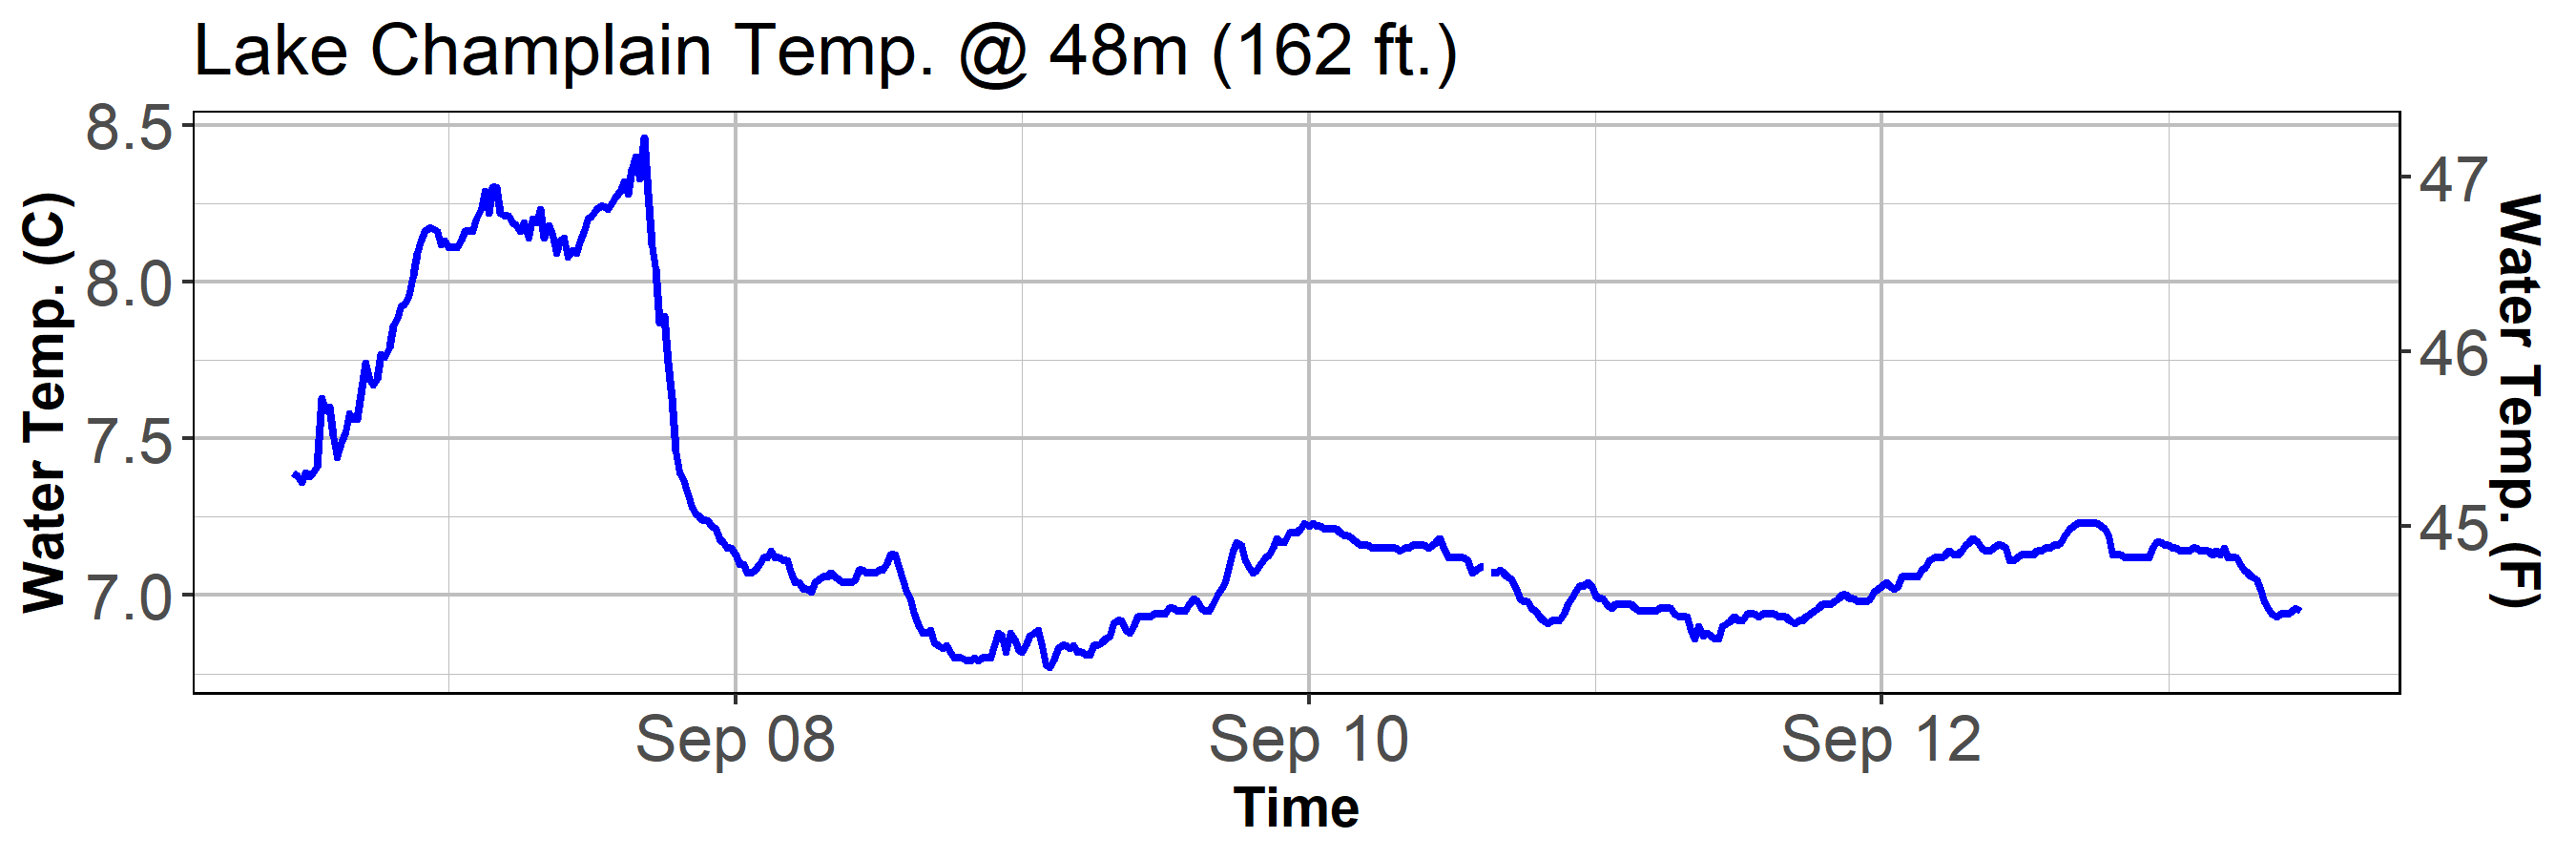 Lake Champlain Temp. @ 48m (162 ft.)
Water Temp. (C)
8.5
8.0
7.5
7.0
47
46
45
Water Temp. (F)
Sep 08 Sep 10 Sep 12
Time